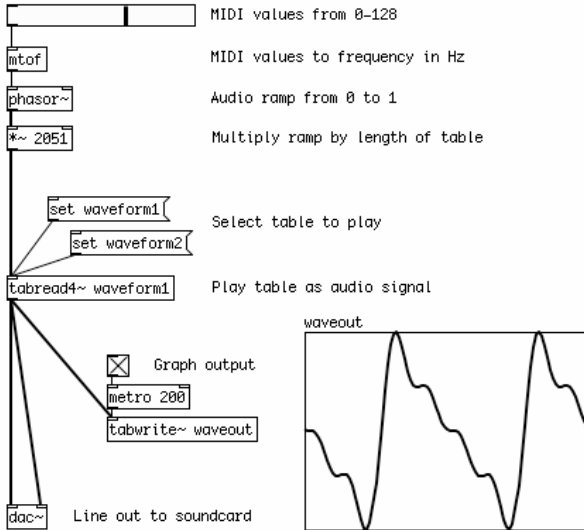 MIDI values from 0-128
mtof
MIDI values to frequency in Hz
phasor~
Audio ramp from 0 to 1
*~ 2051
Multiply ramp by length of table
set waveform1
Select table to play
set waveform2
tabread4~ waveform1
Play table as audio signal
waveout
Graph output
metro 200
tabwrite~ waveout
dac~
Line out to soundcard